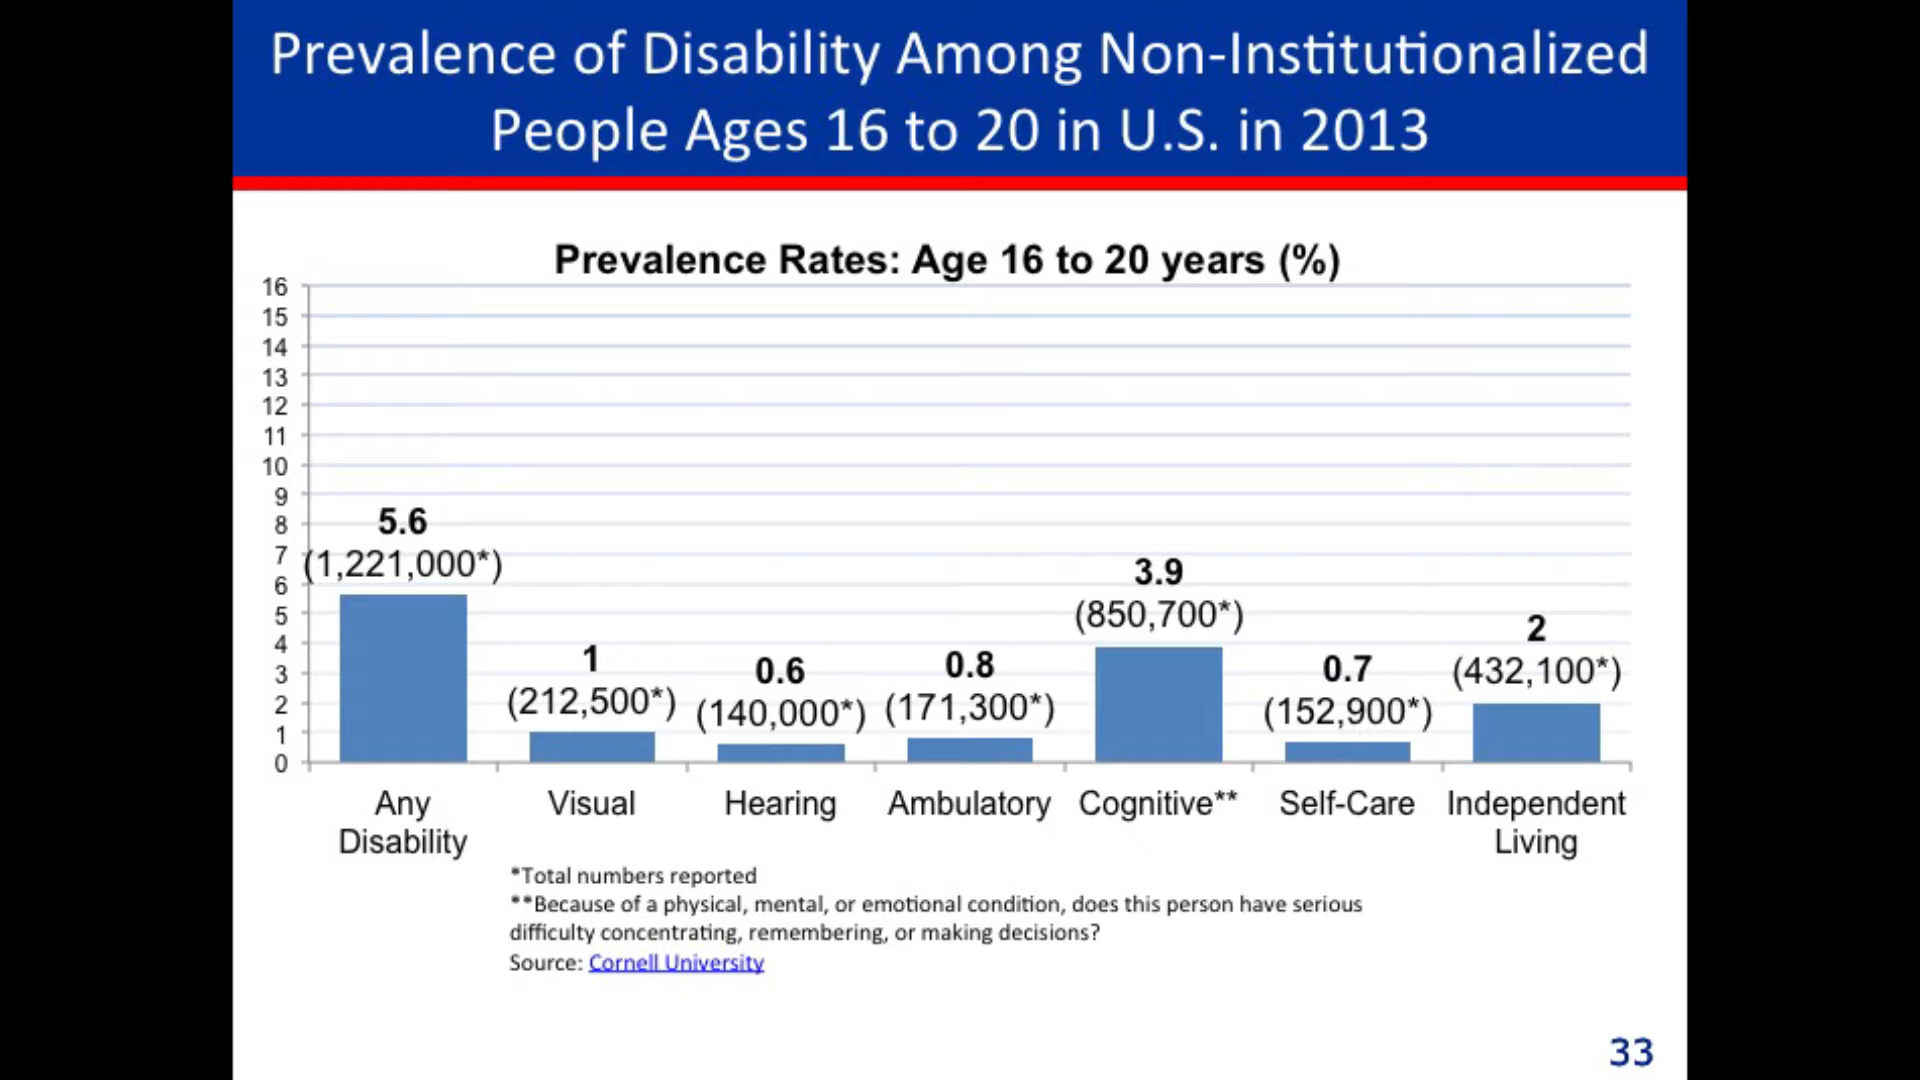 Prevalence of Disability Among Non-Institutionalized
People Ages 16 to 20 in U.S. in 2013
Prevalence Rates: Age 16 to 20 years (%)
16
15
14
13
12
11
10
9
8
7
6
5
4
3
2
1
0
5.6
(1,221,000*)
1
(212,500*)
0.6
(140,000*)
0.8
(171,300*)
3.9
(850,700*)
0.7
(152,900*)
2
(432,100*)
Any
Disability
Visual
Hearing
Ambulatory
Cognitive**
Self-Care
Independent
Living
*Total numbers reported
**Because of a physical, mental, or emotional condition, does this person have serious
difficulty concentrating, remembering, or making decisions?
Source: Cornell University
33